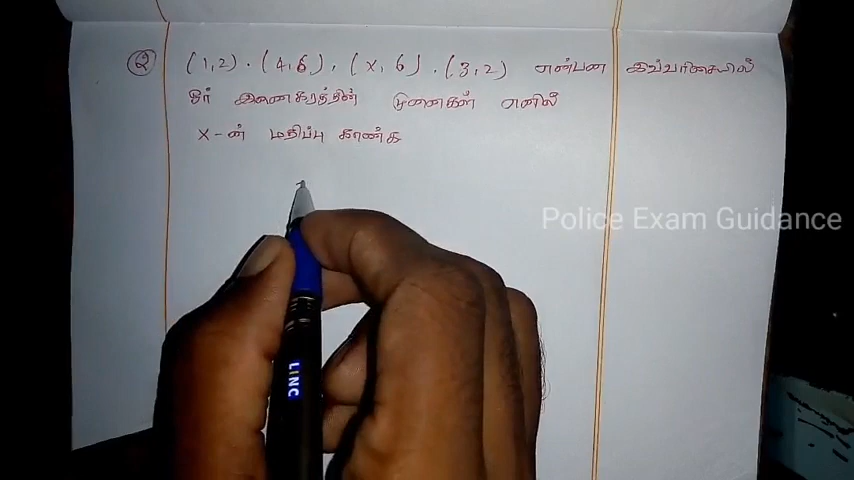 ② (1,2) . (4,6), (x, 6) . (3,2) என்பன இவ்வரிசையில்
ஓர் இணைகரத்தின் முனைகள் எனில்
x-ன் மதிப்பு காண்க
Police Exam Guidance
LINC